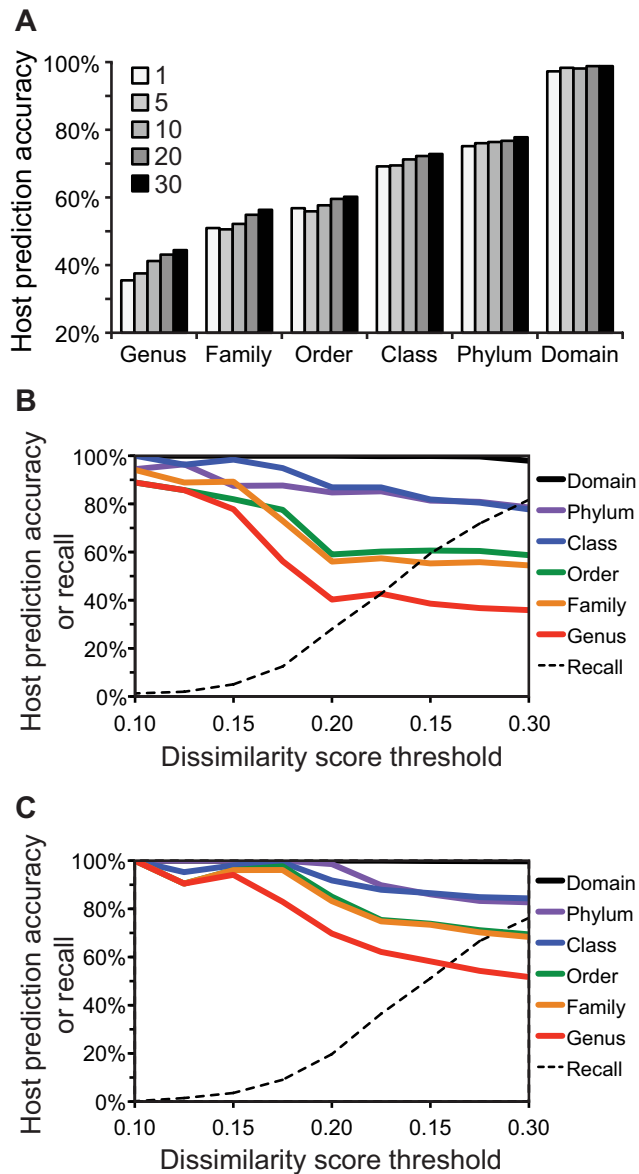 A
Host prediction accuracy
100%
80%
60%
40%
20%
1
5
10
20
30
Genus Family Order Class Phylum Domain
B
Host prediction accuracy
or recall
100%
80%
60%
40%
20%
0%
0.10 0.15 0.20 0.15 0.30
Dissimilarity score threshold
Domain
Phylum
Class
Order
Family
Genus
Recall
C
Host prediction accuracy
or recall
100%
80%
60%
40%
20%
0%
0.10 0.15 0.20 0.15 0.30
Dissimilarity score threshold
Domain
Phylum
Class
Order
Family
Genus
Recall